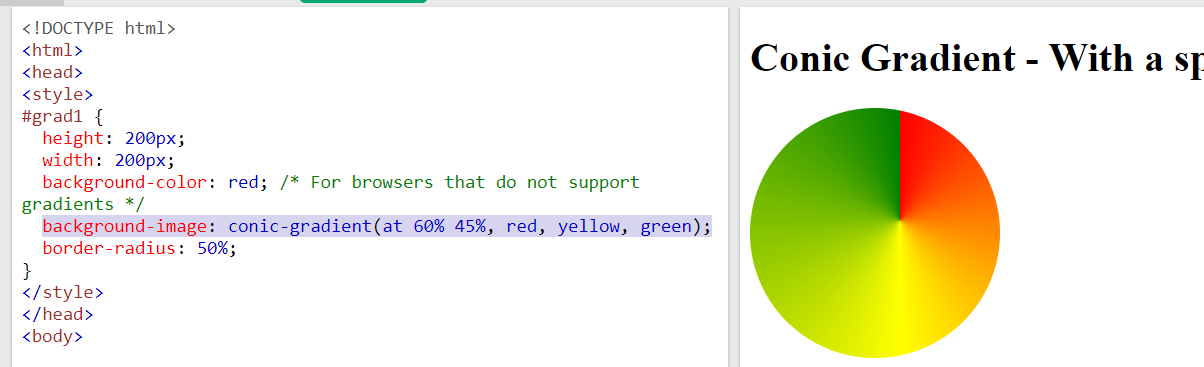 <!DOCTYPE html>
<html>
<head>
<style>
#grad1 {
  height: 200px;
  width: 200px;
  background-color: red; /* For browsers that do not support
gradients */
  background-image: conic-gradient(at 60% 45%, red, yellow, green);
  border-radius: 50%;
}
</style>
</head>
<body>
Conic Gradient - With a sp